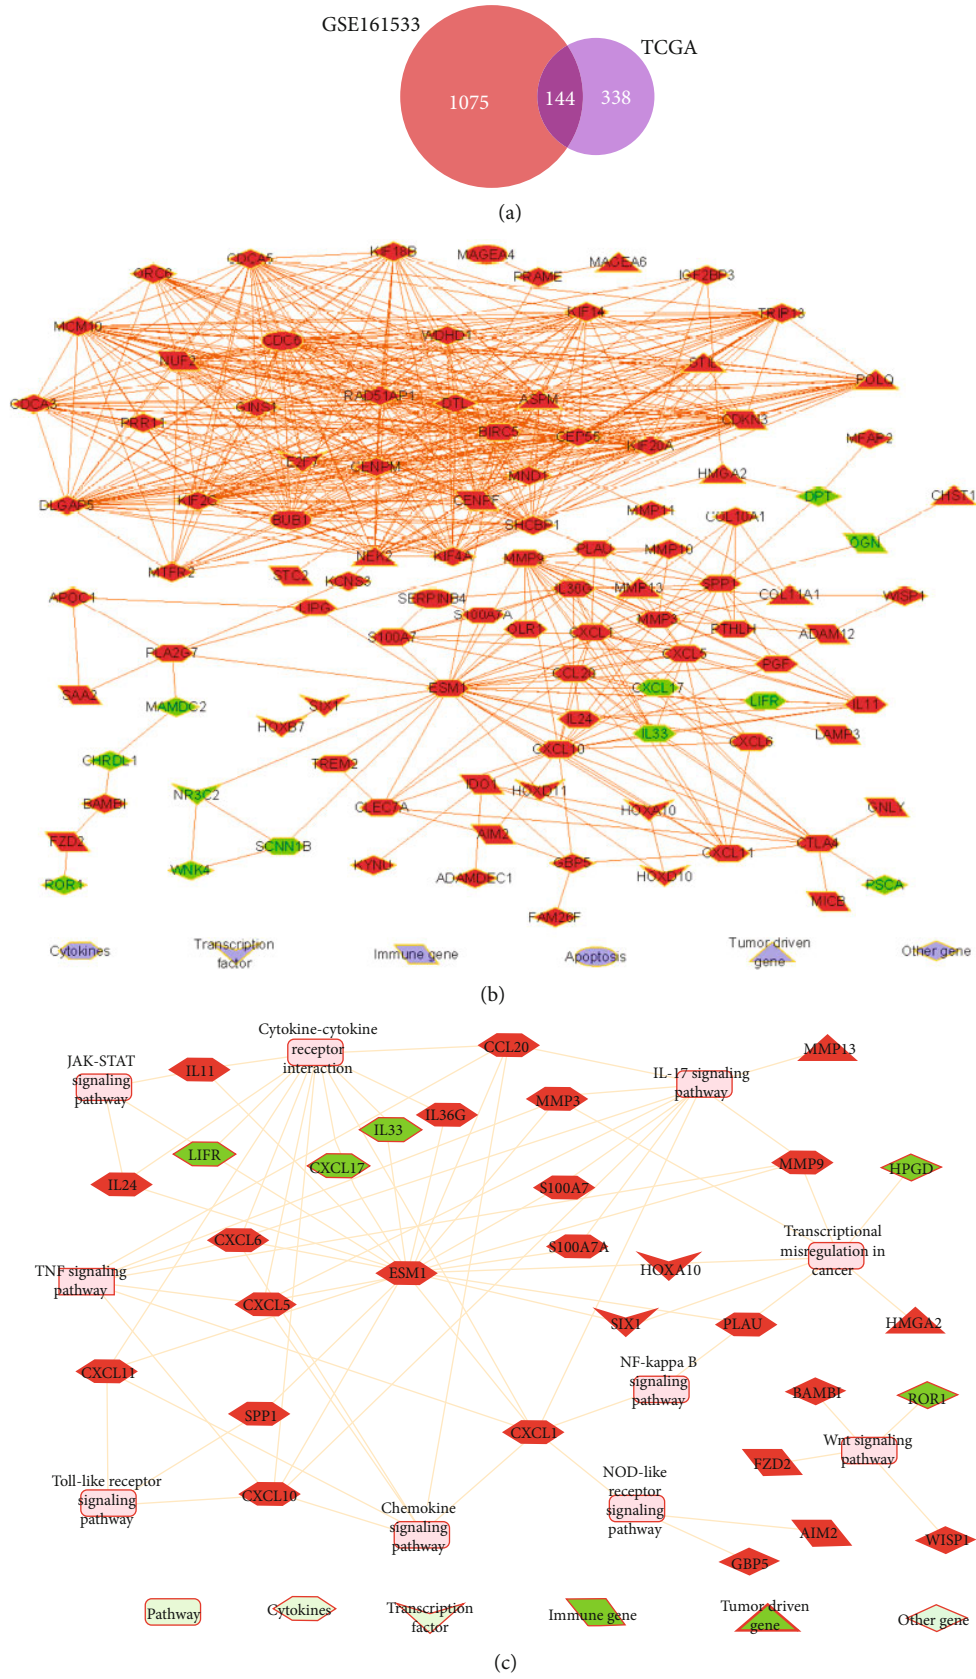 GSE161533
TCGA
1075
144
338
(a)
KIF18B
CDCA5
MAGEA4
MAGEA6
ORC6
PRAME
IGF2BP3
KIF14
TRIP13
MCM10
WDHD1
CDC6
NUF2
STIL
POLQ
RAD51AP1
CDCA3
GINS1
DTL
ASPM
PRR11
CDKN3
BIRC5
CEP55
KIF20A
MFAP2
E2F7
CENPM
MND1
HMGA2
DPT
CHST1
DLGAP5
KIF2C
CENPF
MMP11
COL10A1
BUB1
SHCBP1
OGN
NEK2
KIF4A
PLAU
MMP10
MTFR2
STC2
KCNS3
MMP9
SPP1
APOC1
LIPG
SERPINB4
IL36G
MMP13
COL11A1
WISP1
S100A7A
S100A7
OLR1
CXCL1
MMP3
PTHLH
ADAM12
PLA2G7
CXCL5
PGF
SAA2
MAMDC2
ESM1
CCL20
CXCL17
LIFR
IL11
SIX1
HOXB7
IL24
IL33
CXCL6
LAMP3
CHRDL1
TREM2
CXCL10
BAMBI
NR3C2
CLEC7A
IDO1
HOXD11
HOXA10
GNLY
FZD2
SCNN1B
AIM2
CTLA4
ROR1
WNK4
KYNU
ADAMDEC1
GBP5
CXCL11
HOXD10
PSCA
FAM26F
MICB
Cytokines
Transcription
factor
Immune gene
Apoptosis
Tumor driven
gene
Other gene
(b)
Cytokine-cytokine
receptor
interaction
JAK-STAT
signaling
pathway
IL11
CCL20
IL-17 signaling
pathway
MMP13
IL36G
MMP3
IL33
LIFR
CXCL17
IL24
S100A7
MMP9
HPGD
CXCL6
S100A7A
Transcriptional
misregulation in
cancer
TNF signaling
pathway
ESM1
HOXA10
CXCL5
SIX1
PLAU
HMGA2
CXCL11
NF-kappa B
signaling
pathway
BAMBI
ROR1
SPP1
CXCL1
Wnt signaling
pathway
FZD2
Toll-like receptor
signaling
pathway
CXCL10
Chemokine
signaling
pathway
NOD-like
receptor
signaling
pathway
AIM2
WISP1
GBP5
Pathway
Cytokines
Transcription
factor
Immune gene
Tumor driven
gene
Other gene
(c)